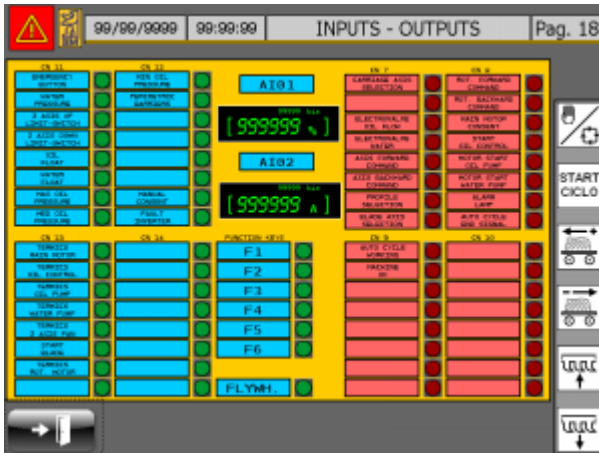 99/99/9999
99:99:99
INPUTS - OUTPUTS
Pag. 18
CN 11
EMERGENCY
BUTTON
WATER
PRESSURE
Z AXIS UP
LIMIT-SWITCH
Z AXIS DOWN
LIMIT-SWITCH
OIL
FLOAT
WATER
FLOAT
MAX OIL
PRESSURE
MED OIL
PRESSURE
CN 12
MIN OIL
PRESSURE
PERIMETRIC
BARRIERS
MANUAL
CONSENT
FAULT
INVERTER
AI01
99999 bit
[999999 %]
AI02
99999 bit
[999999 A]
CN 7
CARRIAGE AXIS
SELECTION
ELECTROVALVE
OIL FLOW
ELECTROVALVE
WATER
AXIS FORWARD
COMMAND
AXIS BACKWARD
COMMAND
PROFILE
SELECTION
BLADE AXIS
SELECTION
CN 8
ROT. FORWARD
COMMAND
ROT. BACKWARD
COMMAND
MAIN MOTOR
CONSENT
START
OIL CONTROL
MOTOR START
OIL PUMP
MOTOR START
WATER PUMP
ALARM
LAMP
AUTO CYCLE
END SIGNAL
START
CICLO
CN 13
TERMICO
MAIN MOTOR
TERMICO
OIL CONTROL
TERMICO
OIL PUMP
TERMICO
WATER PUMP
TERMICO
Z AXIS FAN
START
BLADE
TERMICO
ROT. MOTOR
CN 14
FUNCTION KEYS
F1
F2
F3
F4
F5
F6
FLYWH.
CN 9
AUTO CYCLE
WORKING
MACHINE
ON
CN 10